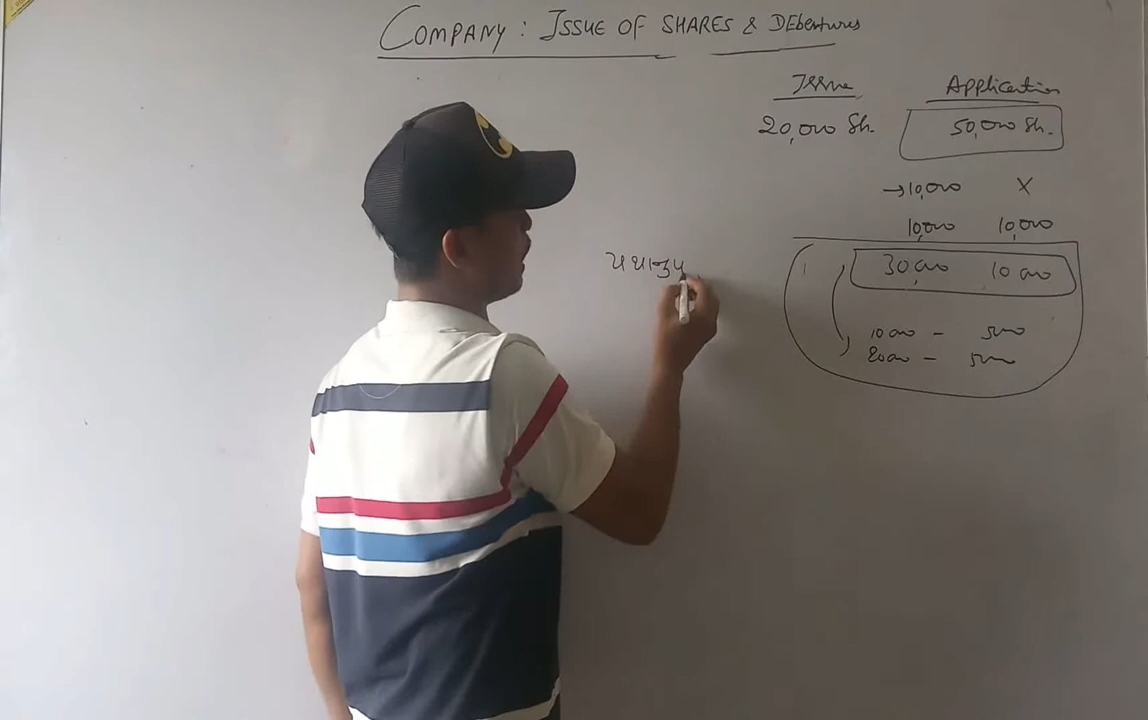 COMPANY : ISSUE OF SHARES & DEbentures
Issue Application
20,000 Sh. 50,000 Sh.
→10,000 X
10,000 10,000
30,000 10 000
10 000 - 5000
20 000 - 5000